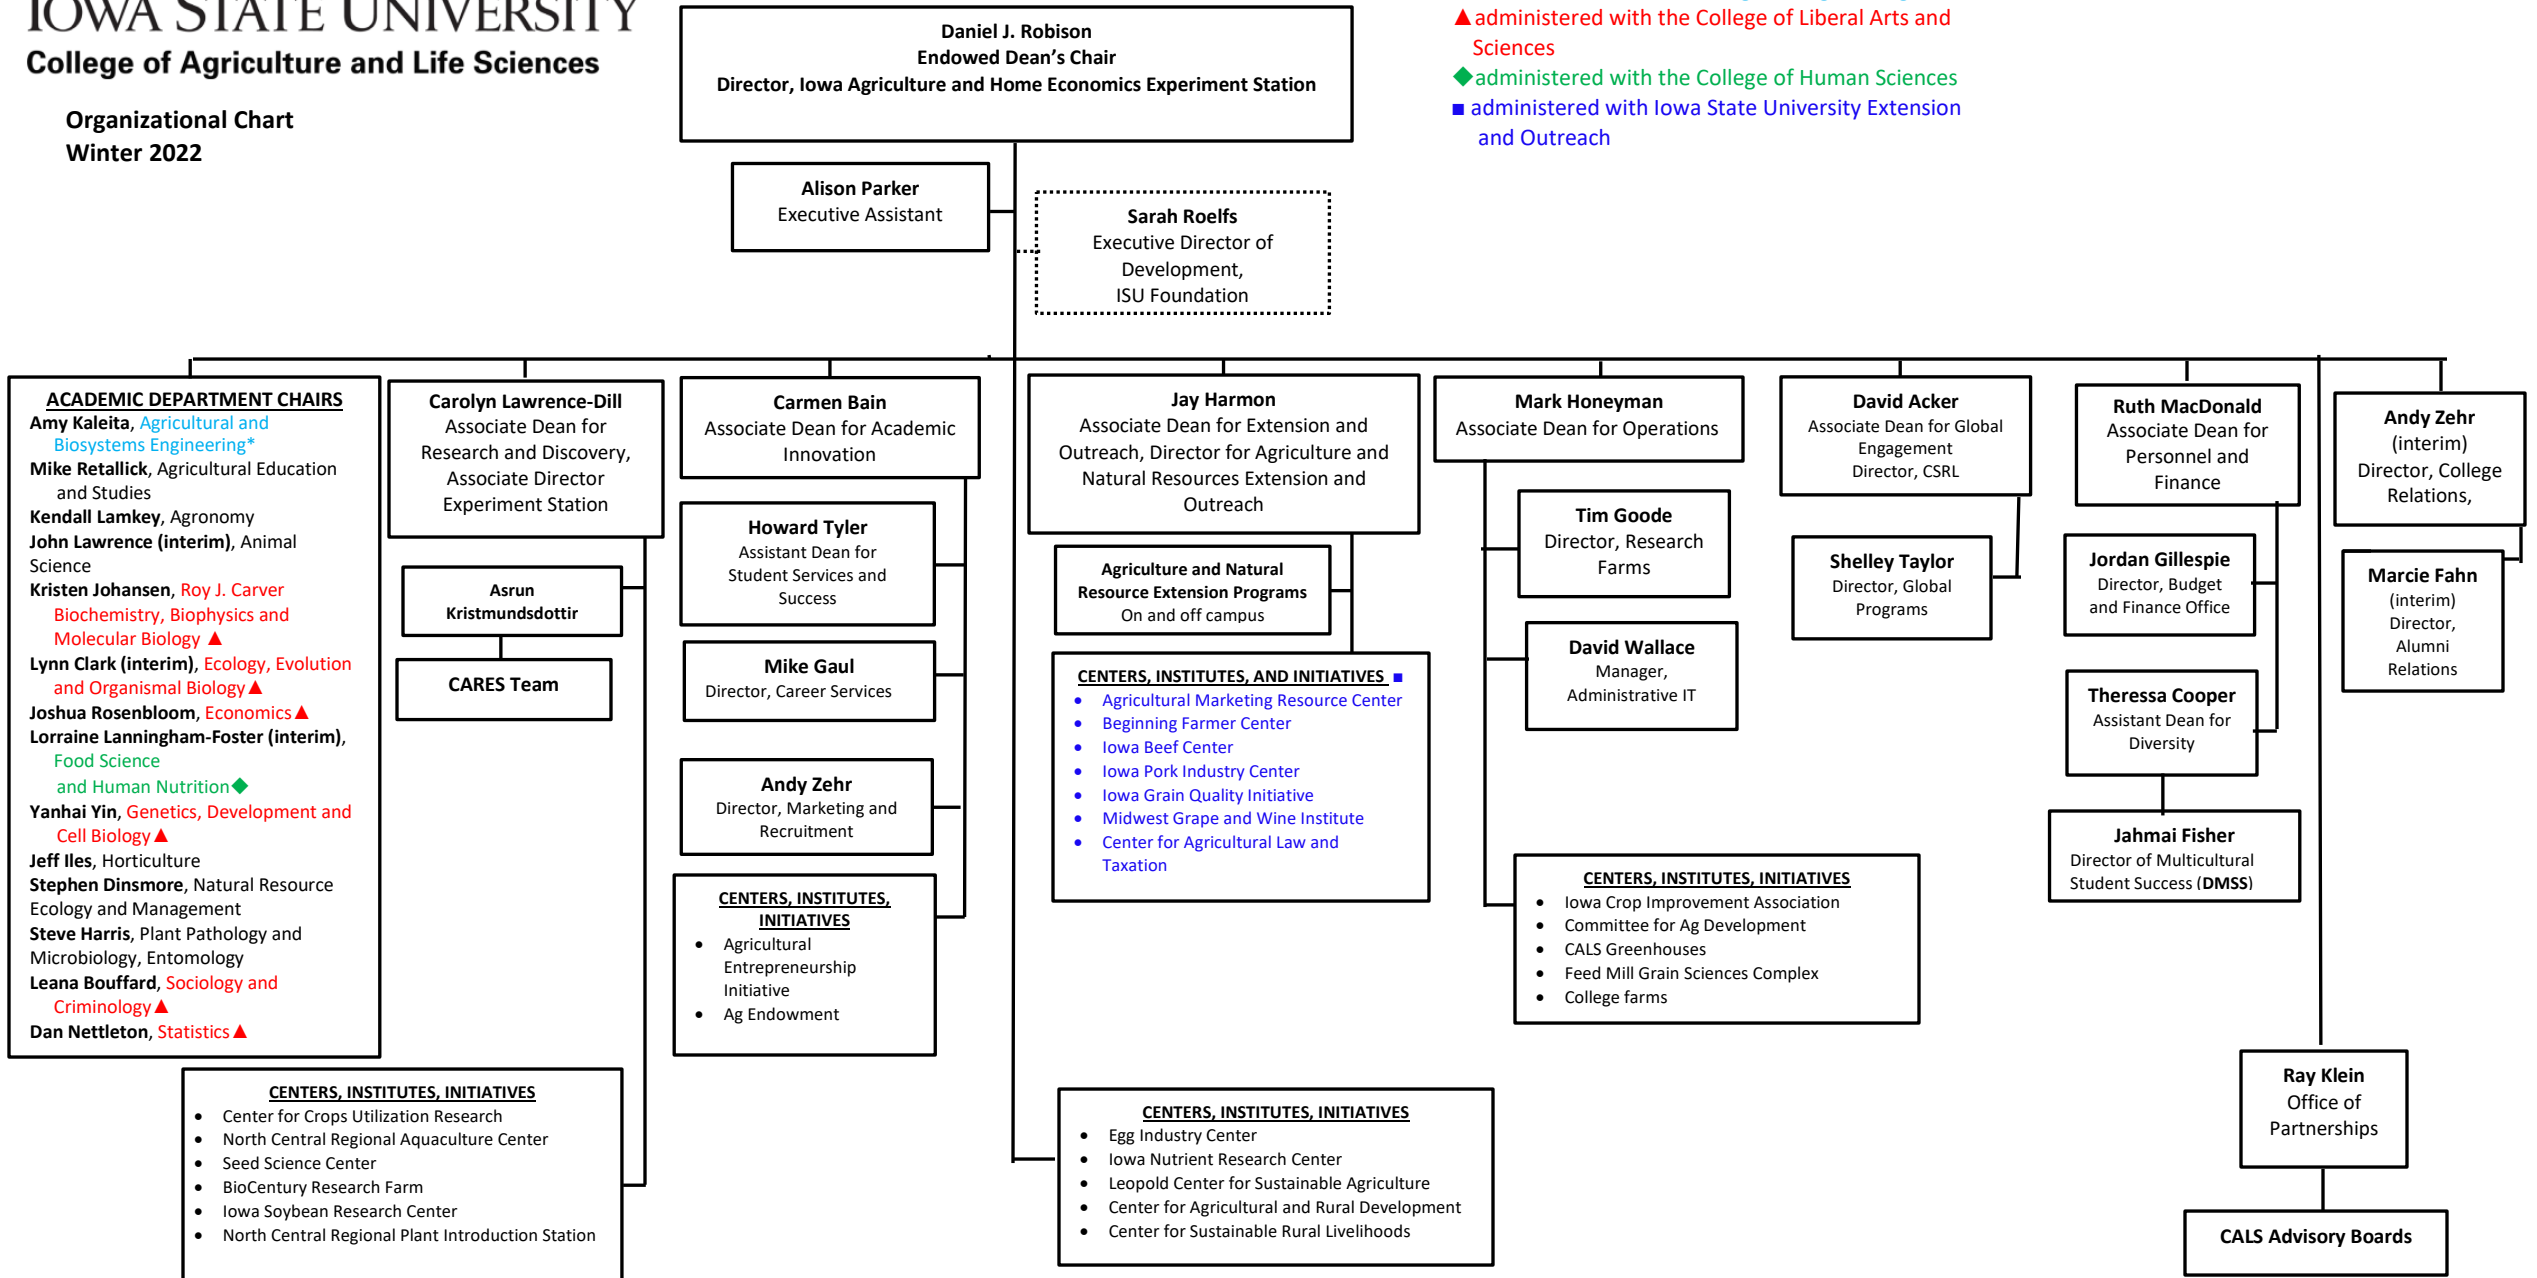 IOWA STATE UNIVERSITY
College of Agriculture and Life Sciences
Organizational Chart
Winter 2022
Daniel J. Robison
Endowed Dean’s Chair
Director, Iowa Agriculture and Home Economics Experiment Station
▲administered with the College of Liberal Arts and
Sciences
◆administered with the College of Human Sciences
■ administered with Iowa State University Extension
and Outreach
Alison Parker
Executive Assistant
Sarah Roelfs
Executive Director of
Development,
ISU Foundation
ACADEMIC DEPARTMENT CHAIRS
Amy Kaleita, Agricultural and
Biosystems Engineering*
Mike Retallick, Agricultural Education
and Studies
Kendall Lamkey, Agronomy
John Lawrence (interim), Animal
Science
Kristen Johansen, Roy J. Carver
Biochemistry, Biophysics and
Molecular Biology ▲
Lynn Clark (interim), Ecology, Evolution
and Organismal Biology▲
Joshua Rosenbloom, Economics▲
Lorraine Lanningham-Foster (interim),
Food Science
and Human Nutrition◆
Yanhai Yin, Genetics, Development and
Cell Biology▲
Jeff Iles, Horticulture
Stephen Dinsmore, Natural Resource
Ecology and Management
Steve Harris, Plant Pathology and
Microbiology, Entomology
Leana Bouffard, Sociology and
Criminology▲
Dan Nettleton, Statistics▲
Carolyn Lawrence-Dill
Associate Dean for
Research and Discovery,
Associate Director
Experiment Station
Asrun
Kristmundsdottir
CARES Team
CENTERS, INSTITUTES, INITIATIVES
• Center for Crops Utilization Research
• North Central Regional Aquaculture Center
• Seed Science Center
• BioCentury Research Farm
• Iowa Soybean Research Center
• North Central Regional Plant Introduction Station
Carmen Bain
Associate Dean for Academic
Innovation
Howard Tyler
Assistant Dean for
Student Services and
Success
Mike Gaul
Director, Career Services
Andy Zehr
Director, Marketing and
Recruitment
CENTERS, INSTITUTES,
INITIATIVES
• Agricultural
Entrepreneurship
Initiative
• Ag Endowment
Jay Harmon
Associate Dean for Extension and
Outreach, Director for Agriculture and
Natural Resources Extension and
Outreach
Agriculture and Natural
Resource Extension Programs
On and off campus
CENTERS, INSTITUTES, AND INITIATIVES ■
• Agricultural Marketing Resource Center
• Beginning Farmer Center
• Iowa Beef Center
• Iowa Pork Industry Center
• Iowa Grain Quality Initiative
• Midwest Grape and Wine Institute
• Center for Agricultural Law and
Taxation
CENTERS, INSTITUTES, INITIATIVES
• Egg Industry Center
• Iowa Nutrient Research Center
• Leopold Center for Sustainable Agriculture
• Center for Agricultural and Rural Development
• Center for Sustainable Rural Livelihoods
Mark Honeyman
Associate Dean for Operations
Tim Goode
Director, Research
Farms
David Wallace
Manager,
Administrative IT
CENTERS, INSTITUTES, INITIATIVES
• Iowa Crop Improvement Association
• Committee for Ag Development
• CALS Greenhouses
• Feed Mill Grain Sciences Complex
• College farms
David Acker
Associate Dean for Global
Engagement
Director, CSRL
Shelley Taylor
Director, Global
Programs
Ruth MacDonald
Associate Dean for
Personnel and
Finance
Jordan Gillespie
Director, Budget
and Finance Office
Theressa Cooper
Assistant Dean for
Diversity
Jahmai Fisher
Director of Multicultural
Student Success (DMSS)
Andy Zehr
(interim)
Director, College
Relations,
Marcie Fahn
(interim)
Director,
Alumni
Relations
Ray Klein
Office of
Partnerships
CALS Advisory Boards